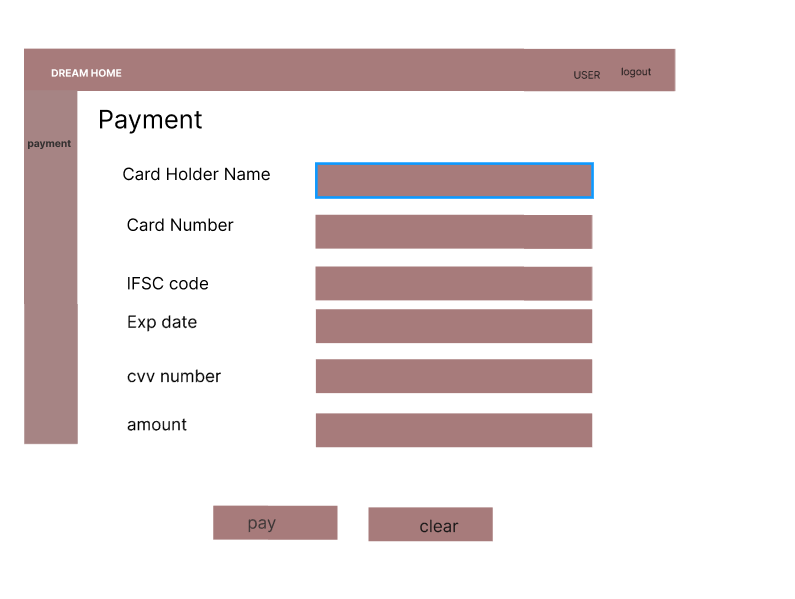 DREAM HOME
USER
logout
payment
Payment
Card Holder Name
Card Number
IFSC code
Exp date
cvv number
amount
pay
clear